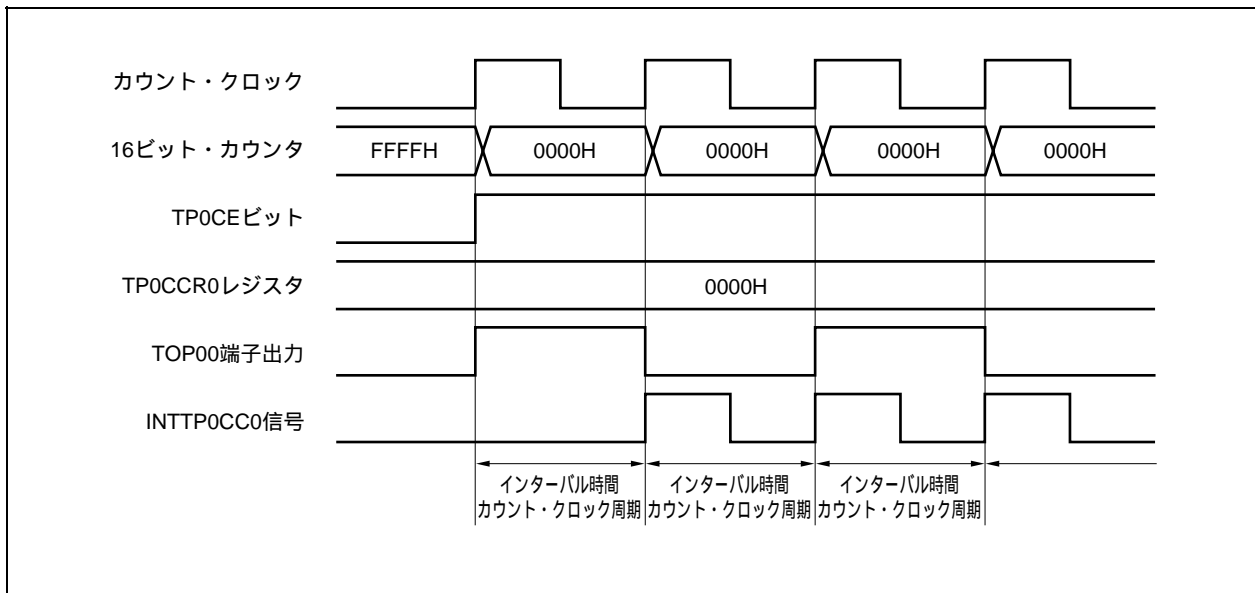 カウント・クロック
16ビット・カウンタ
FFFFH
0000H
0000H
0000H
0000H
TP0CEビット
TP0CCR0レジスタ
0000H
TOP00端子出力
INTTP0CC0信号
インターバル時間
カウント・クロック周期
インターバル時間
カウント・クロック周期
インターバル時間
カウント・クロック周期